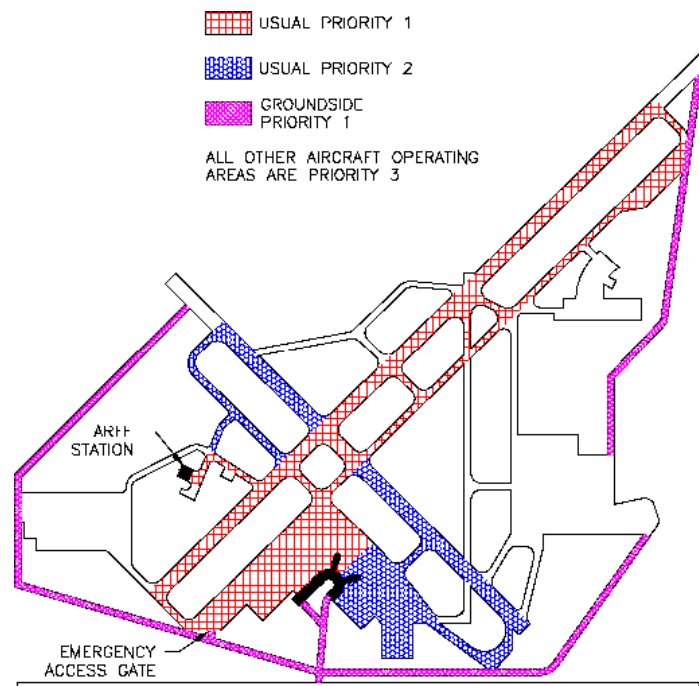 USUAL PRIORITY 1
USUAL PRIORITY 2
GROUNDSIDE
PRIORITY 1
ALL OTHER AIRCRAFT OPERATING
AREAS ARE PRIORITY 3
ARFF
STATION
EMERGENCY
ACCESS GATE